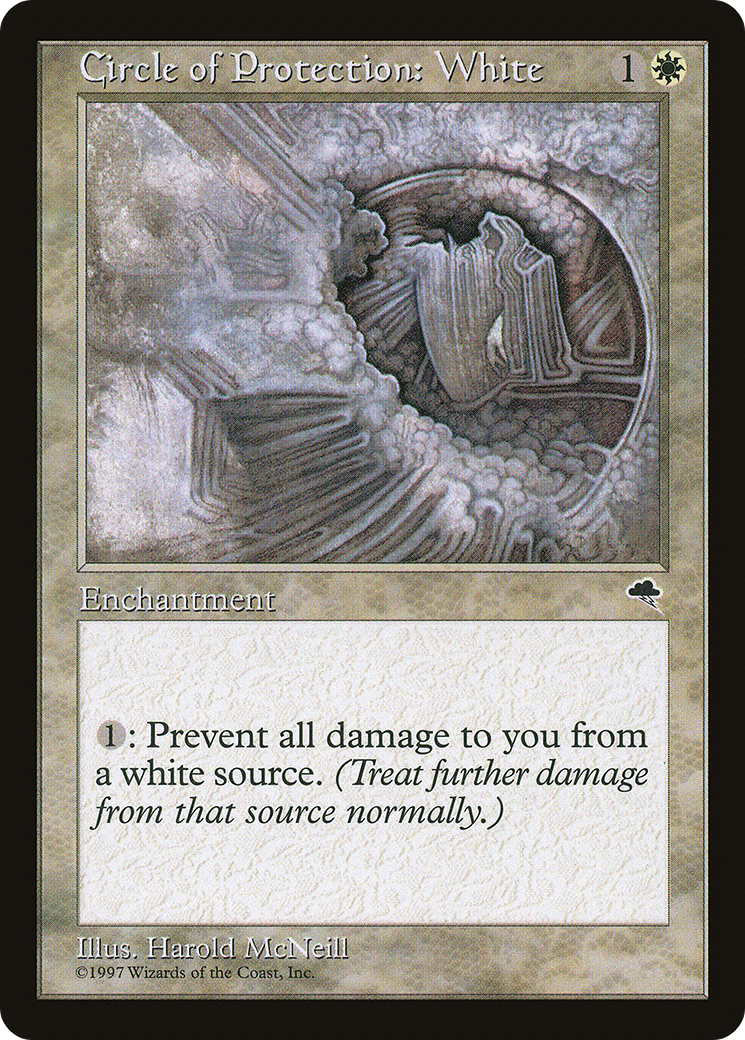 Circle of Protection: White 1
Enchantment
1: Prevent all damage to you from
a white source. (Treat further damage
from that source normally.)
Illus. Harold McNeill
©1997 Wizards of the Coast, Inc.